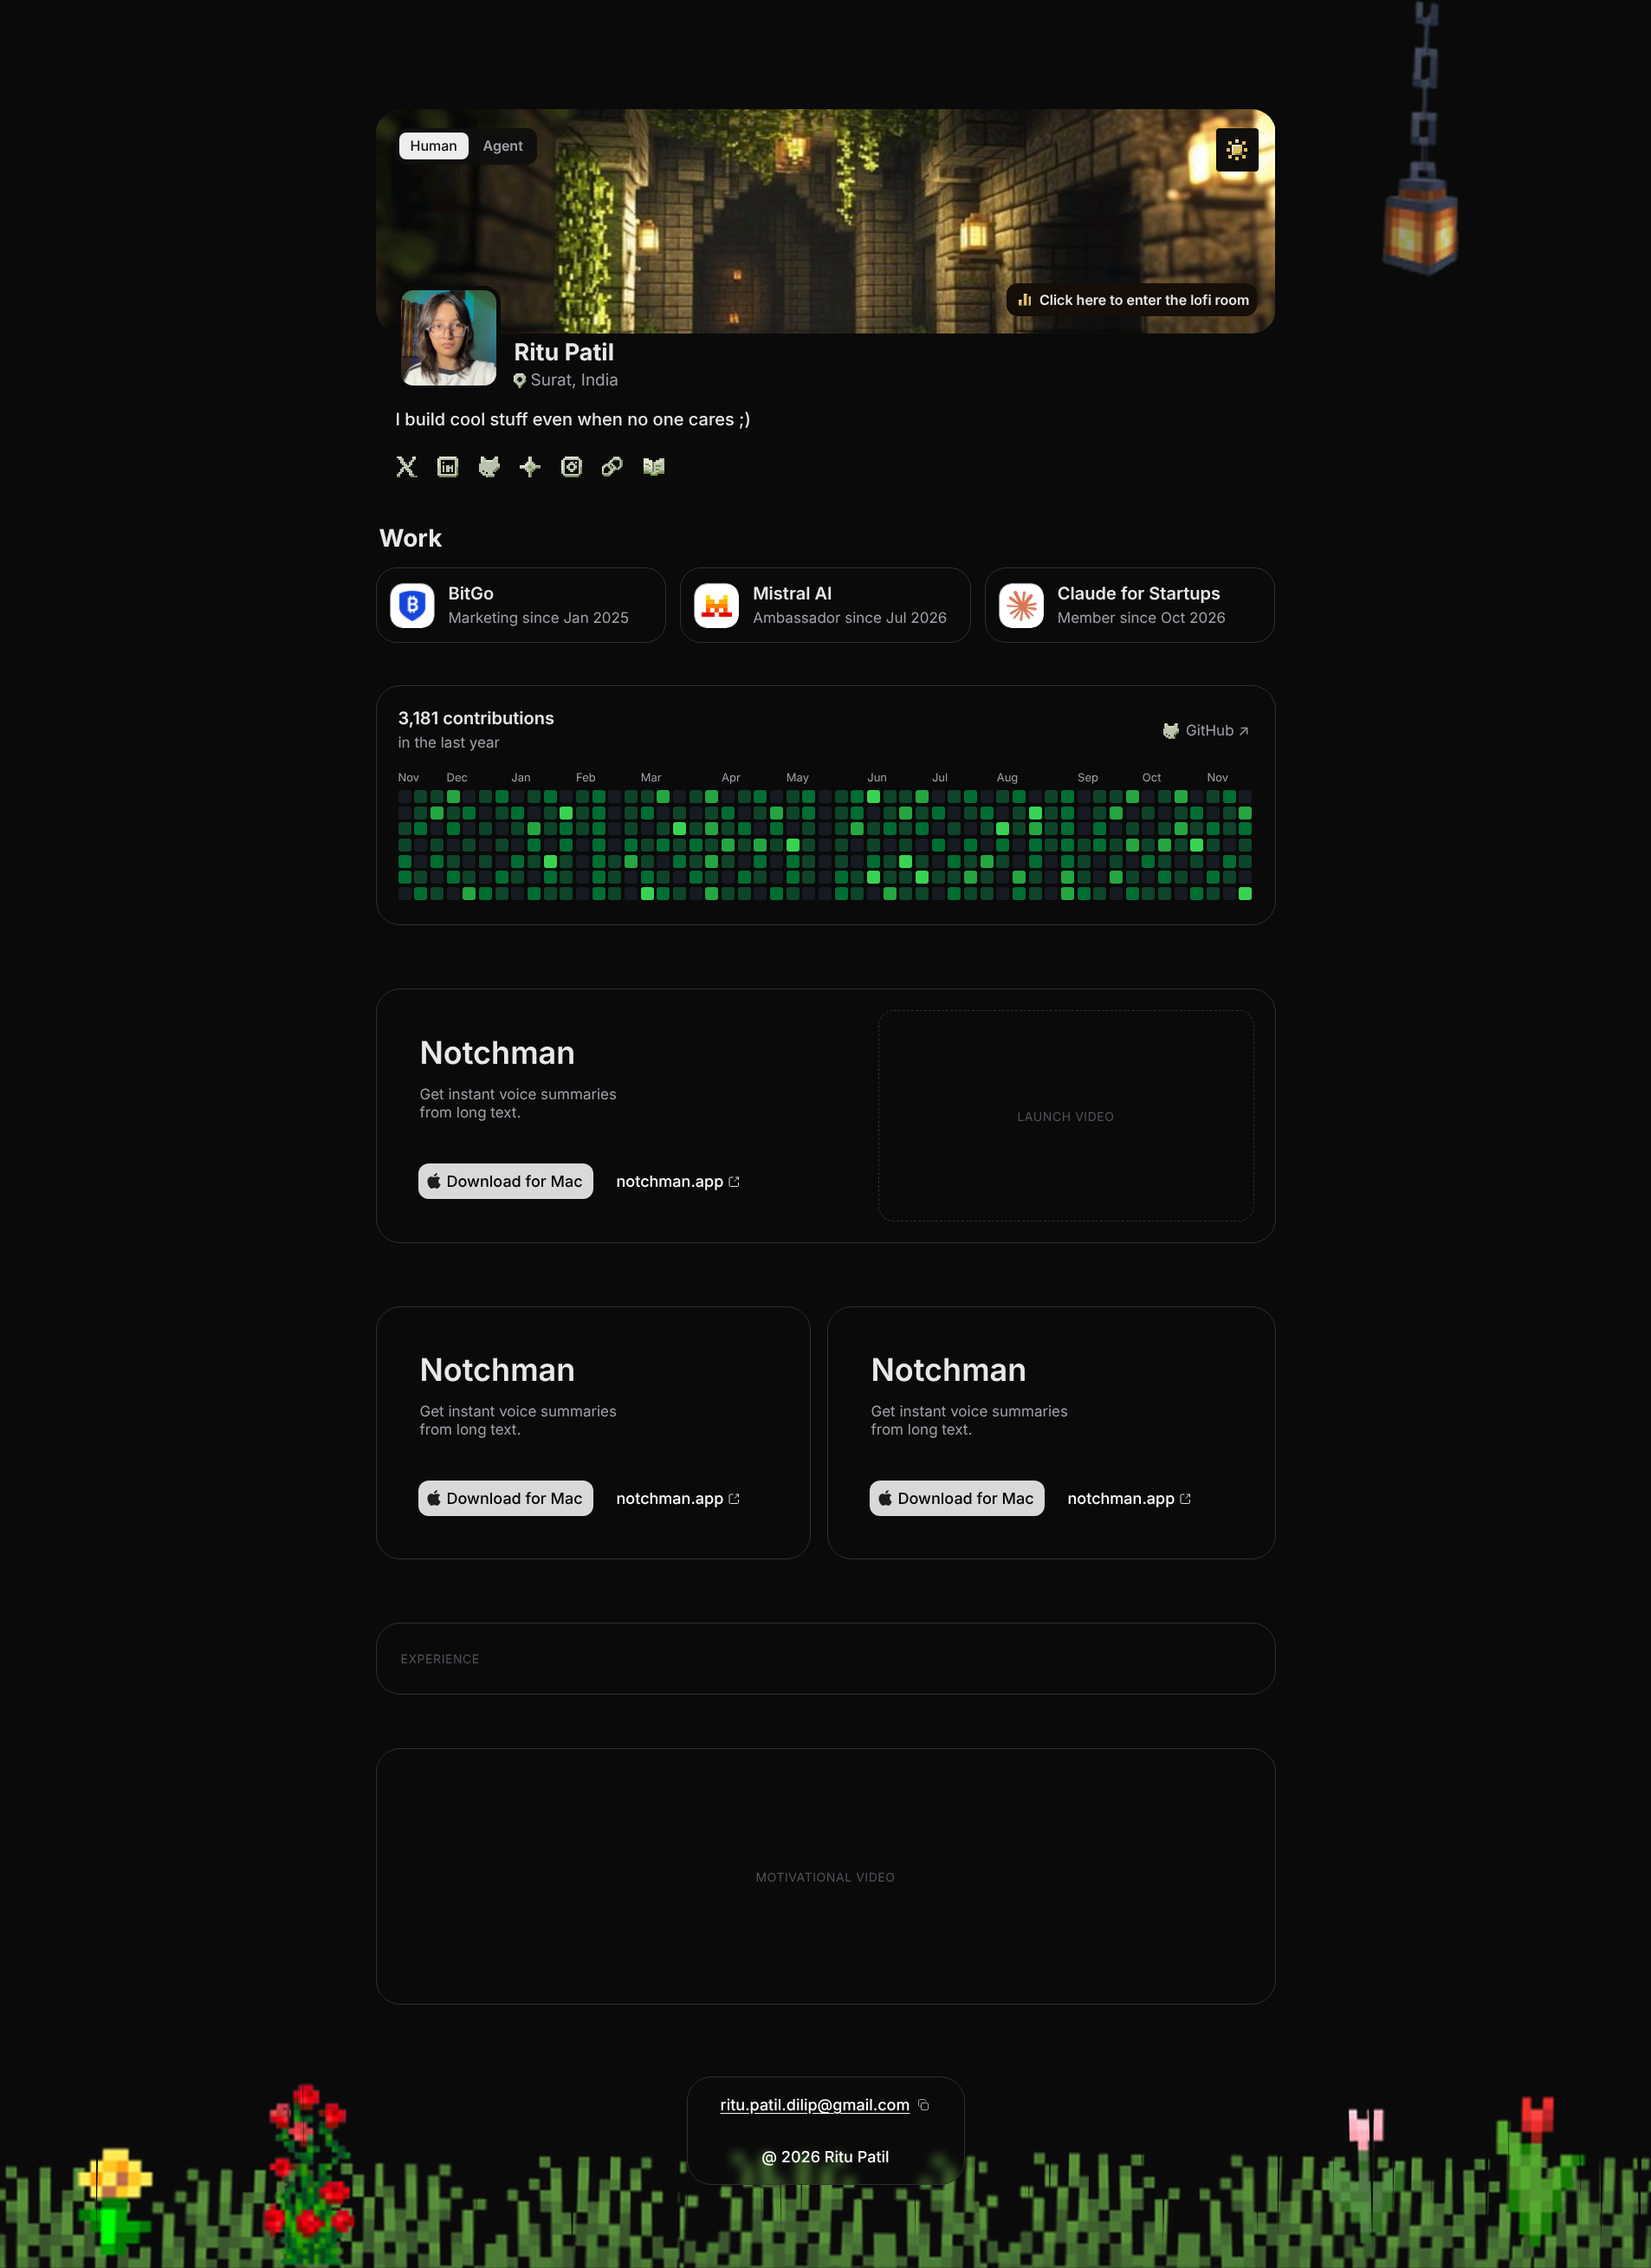 Human
Agent
Click here to enter the lofi room
Ritu Patil
Surat, India
I build cool stuff even when no one cares ;)
Work
BitGo
Marketing since Jan 2025
Mistral AI
Ambassador since Jul 2026
Claude for Startups
Member since Oct 2026
3,181 contributions
in the last year
GitHub ↗
Nov Dec Jan Feb Mar Apr May Jun Jul Aug Sep Oct Nov
Notchman
Get instant voice summaries
from long text.
Download for Mac
notchman.app
LAUNCH VIDEO
Notchman
Get instant voice summaries
from long text.
Download for Mac
notchman.app
Notchman
Get instant voice summaries
from long text.
Download for Mac
notchman.app
EXPERIENCE
MOTIVATIONAL VIDEO
ritu.patil.dilip@gmail.com
@ 2026 Ritu Patil